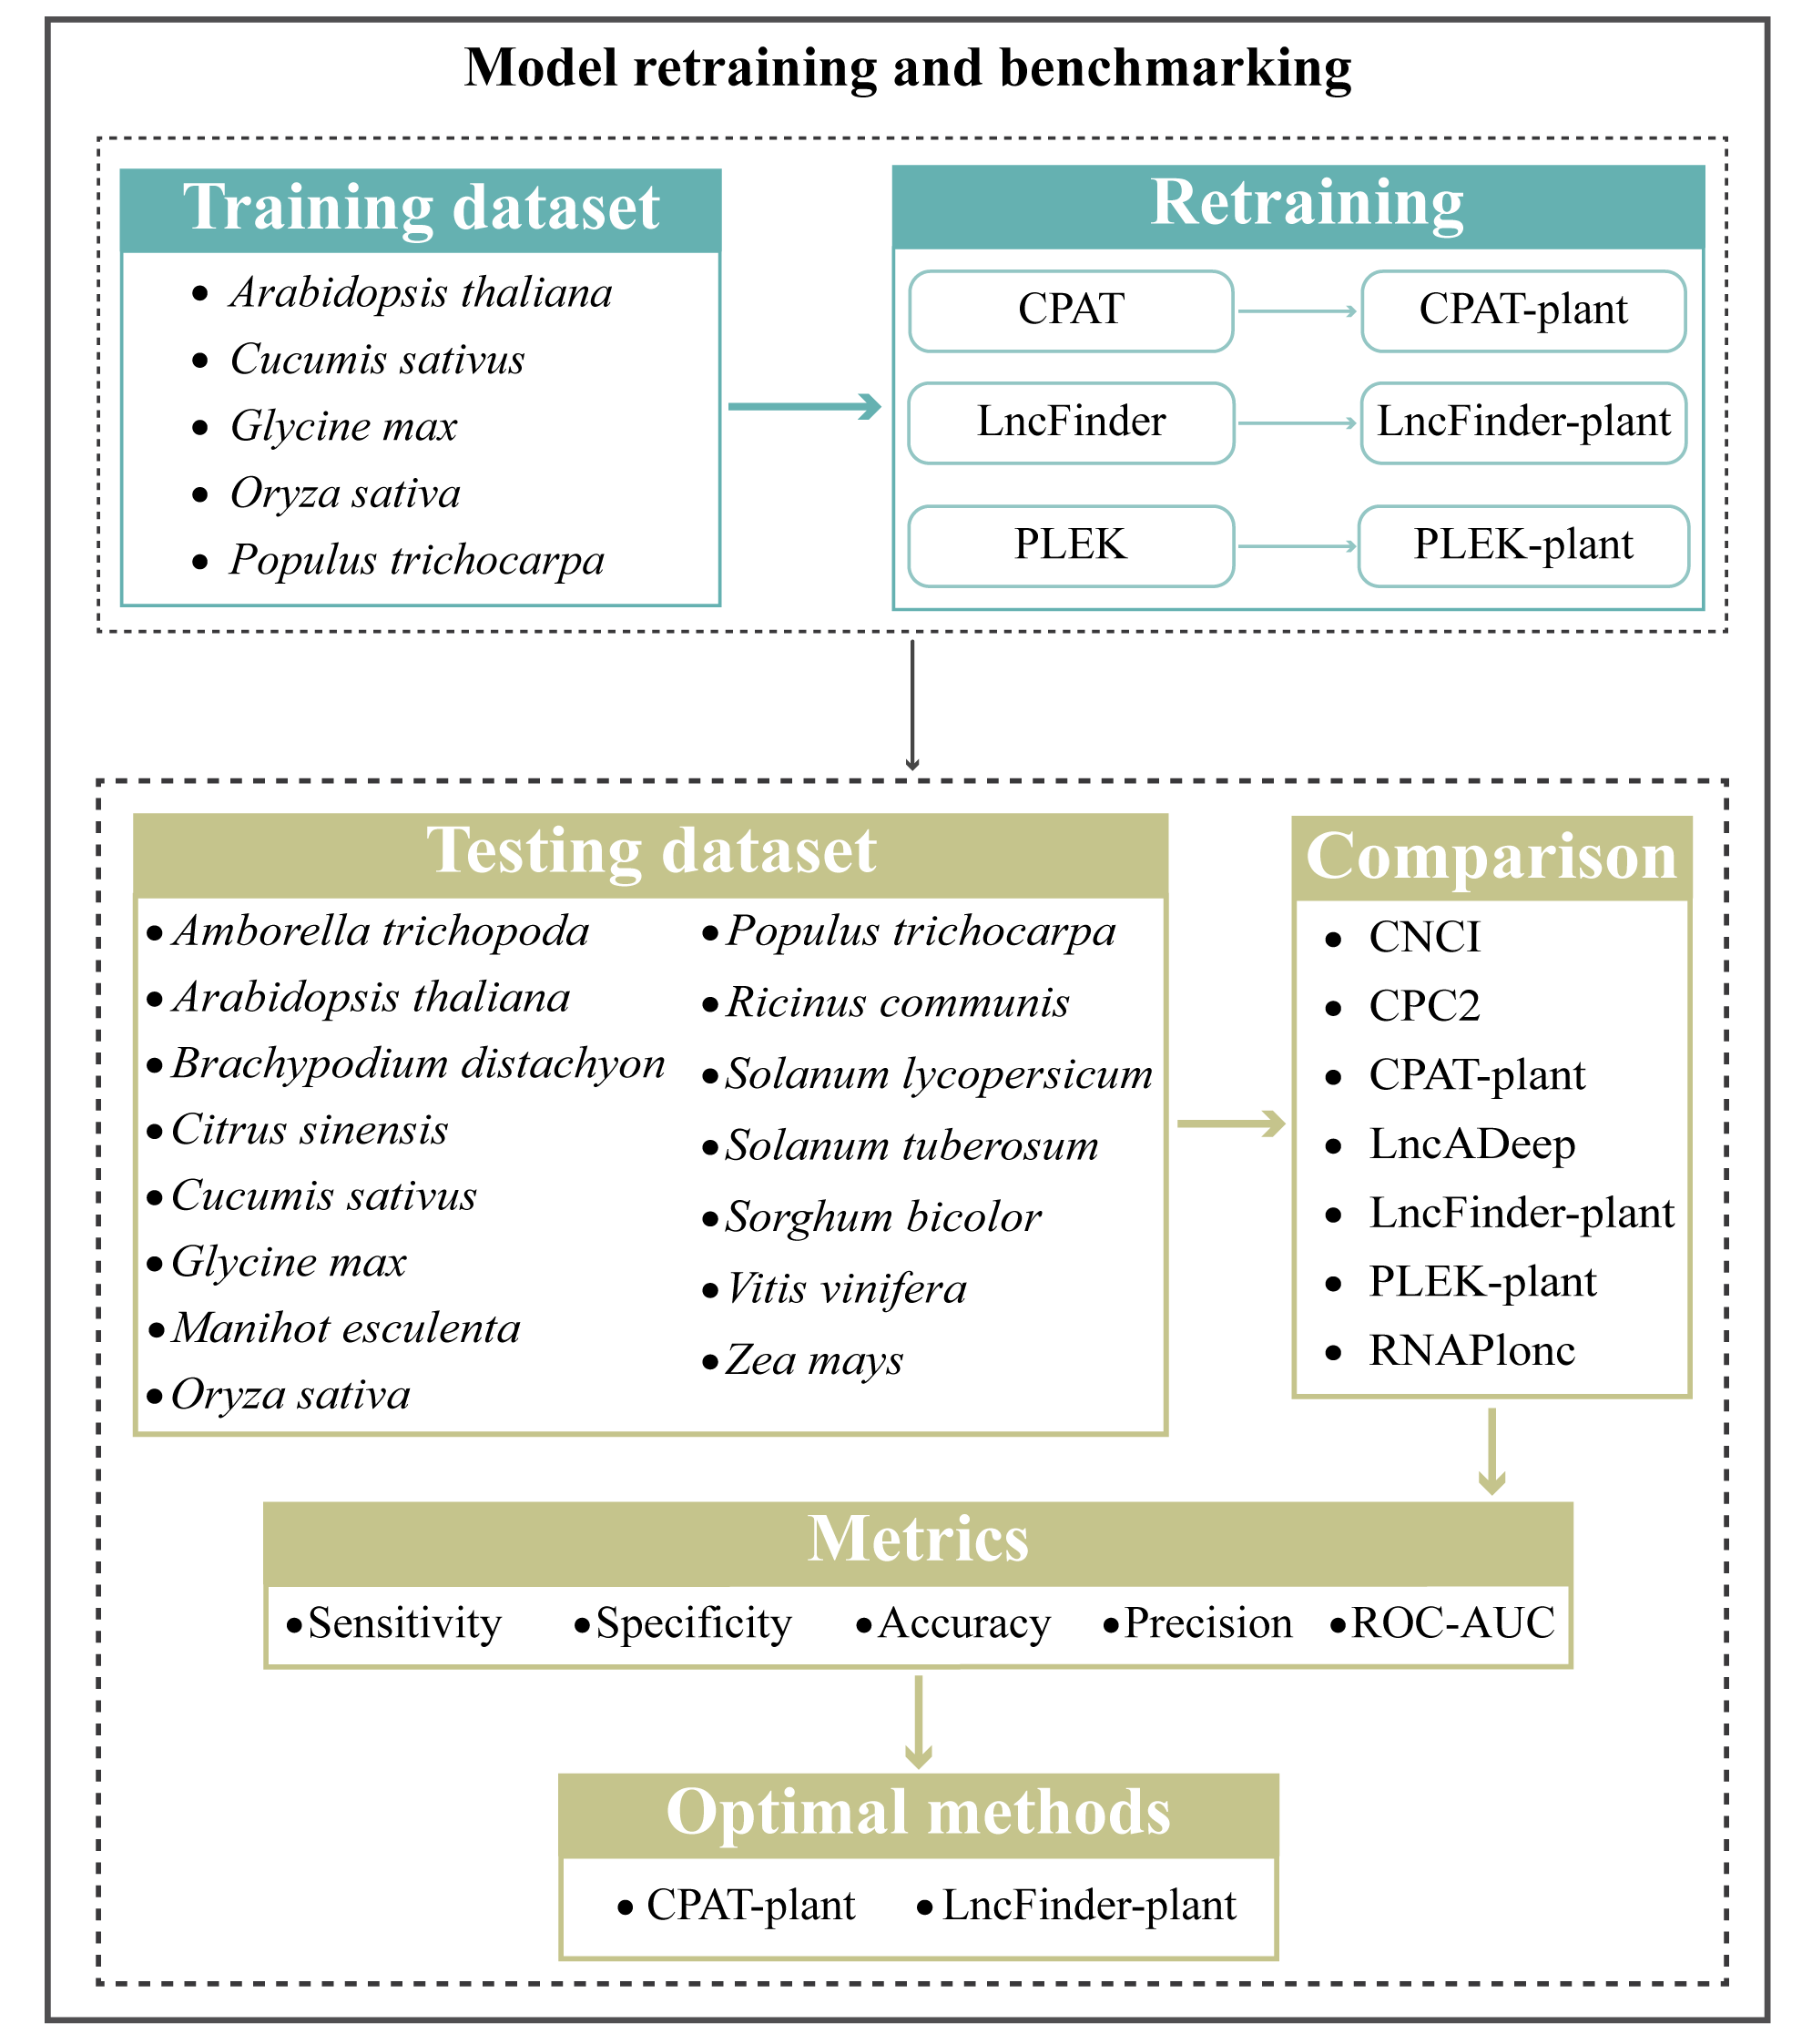 Model retraining and benchmarking
Training dataset
• Arabidopsis thaliana
• Cucumis sativus
• Glycine max
• Oryza sativa
• Populus trichocarpa
Retraining
CPAT
CPAT-plant
LncFinder
LncFinder-plant
PLEK
PLEK-plant
Testing dataset
• Amborella trichopoda
• Arabidopsis thaliana
• Brachypodium distachyon
• Citrus sinensis
• Cucumis sativus
• Glycine max
• Manihot esculenta
• Oryza sativa
• Populus trichocarpa
• Ricinus communis
• Solanum lycopersicum
• Solanum tuberosum
• Sorghum bicolor
• Vitis vinifera
• Zea mays
Comparison
• CNCI
• CPC2
• CPAT-plant
• LncADeep
• LncFinder-plant
• PLEK-plant
• RNAPlonc
Metrics
• Sensitivity • Specificity • Accuracy • Precision • ROC-AUC
Optimal methods
• CPAT-plant • LncFinder-plant